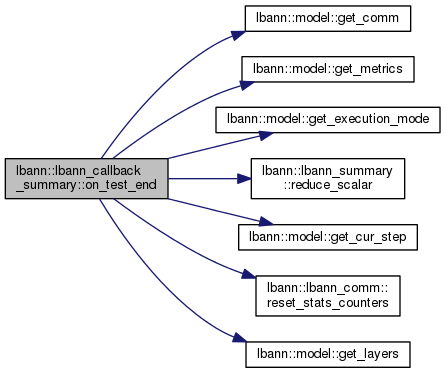 lbann::model::get_comm
lbann::model::get_metrics
lbann::model::get_execution_mode
lbann::lbann_callback
_summary::on_test_end
lbann::lbann_summary
::reduce_scalar
lbann::model::get_cur_step
lbann::lbann_comm::
reset_stats_counters
lbann::model::get_layers